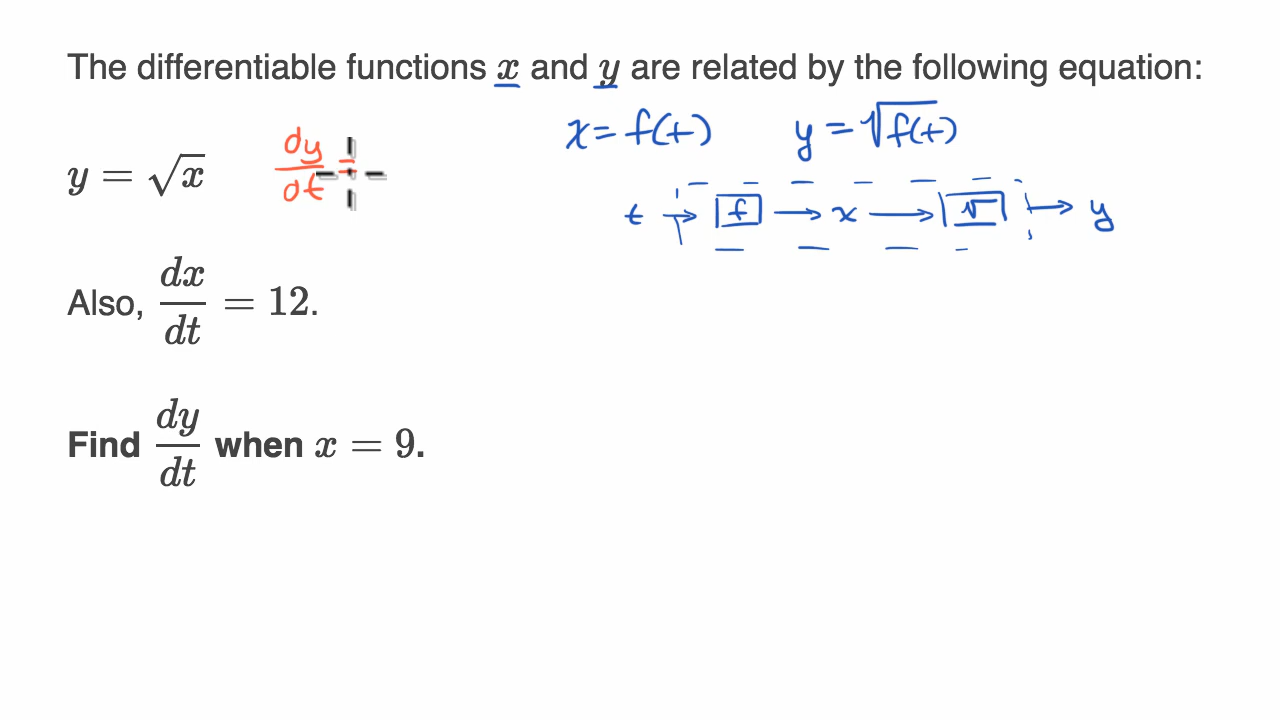 The differentiable functions x and y are related by the following equation:
x = f(t) y = √f(t)
y = √x dy/dt =
t → f → x → √ → y
Also, dx/dt = 12.
Find dy/dt when x = 9.